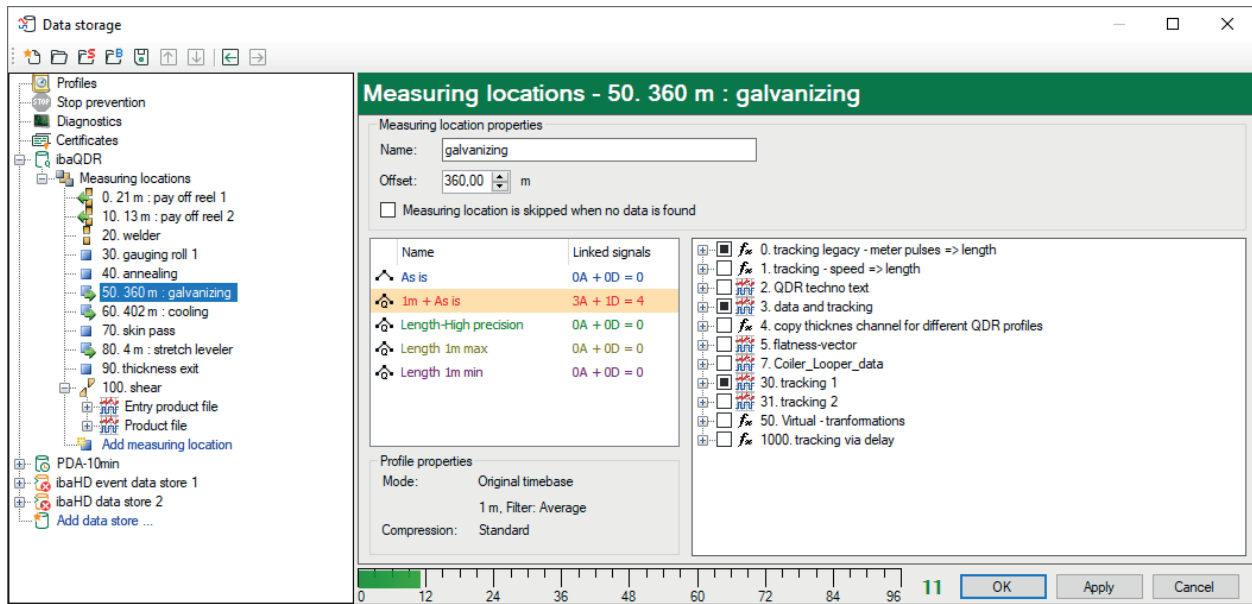 Data storage
Profiles
Stop prevention
Diagnostics
Certificates
ibaQDR
Measuring locations
0. 21 m : pay off reel 1
10. 13 m : pay off reel 2
20. welder
30. gauging roll 1
40. annealing
50. 360 m : galvanizing
60. 402 m : cooling
70. skin pass
80. 4 m : stretch leveler
90. thickness exit
100. shear
Entry product file
Product file
Add measuring location
PDA-10min
ibaHD event data store 1
ibaHD data store 2
Add data store ...
Measuring locations - 50. 360 m : galvanizing
Measuring location properties
Name: galvanizing
Offset: 360,00 m
Measuring location is skipped when no data is found
Name Linked signals
As is 0A + 0D = 0
1m + As is 3A + 1D = 4
Length-High precision 0A + 0D = 0
Length 1m max 0A + 0D = 0
Length 1m min 0A + 0D = 0
Profile properties
Mode: Original timebase
1 m, Filter: Average
Compression: Standard
0. tracking legacy - meter pulses => length
1. tracking - speed => length
2. QDR techno text
3. data and tracking
4. copy thicknes channel for different QDR profiles
5. flatness-vector
7. Coiler_Looper_data
30. tracking 1
31. tracking 2
50. Virtual - tranformations
1000. tracking via delay
0 12 24 36 48 60 72 84 96
11 OK Apply Cancel